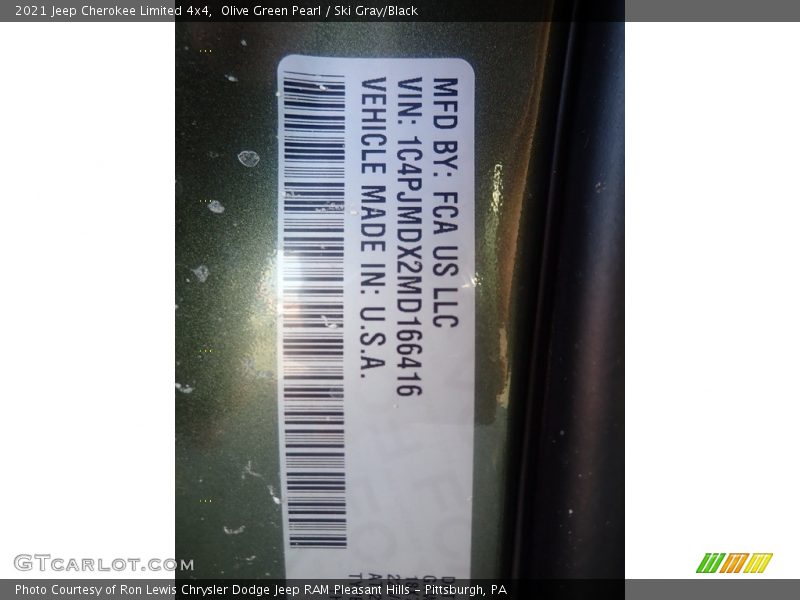 2021 Jeep Cherokee Limited 4x4, Olive Green Pearl / Ski Gray/Black
MFD BY: FCA US LLC
VIN: 1C4PJMDX2MD166416
VEHICLE MADE IN: U.S.A.
GTCARLOT.COM
Photo Courtesy of Ron Lewis Chrysler Dodge Jeep RAM Pleasant Hills - Pittsburgh, PA